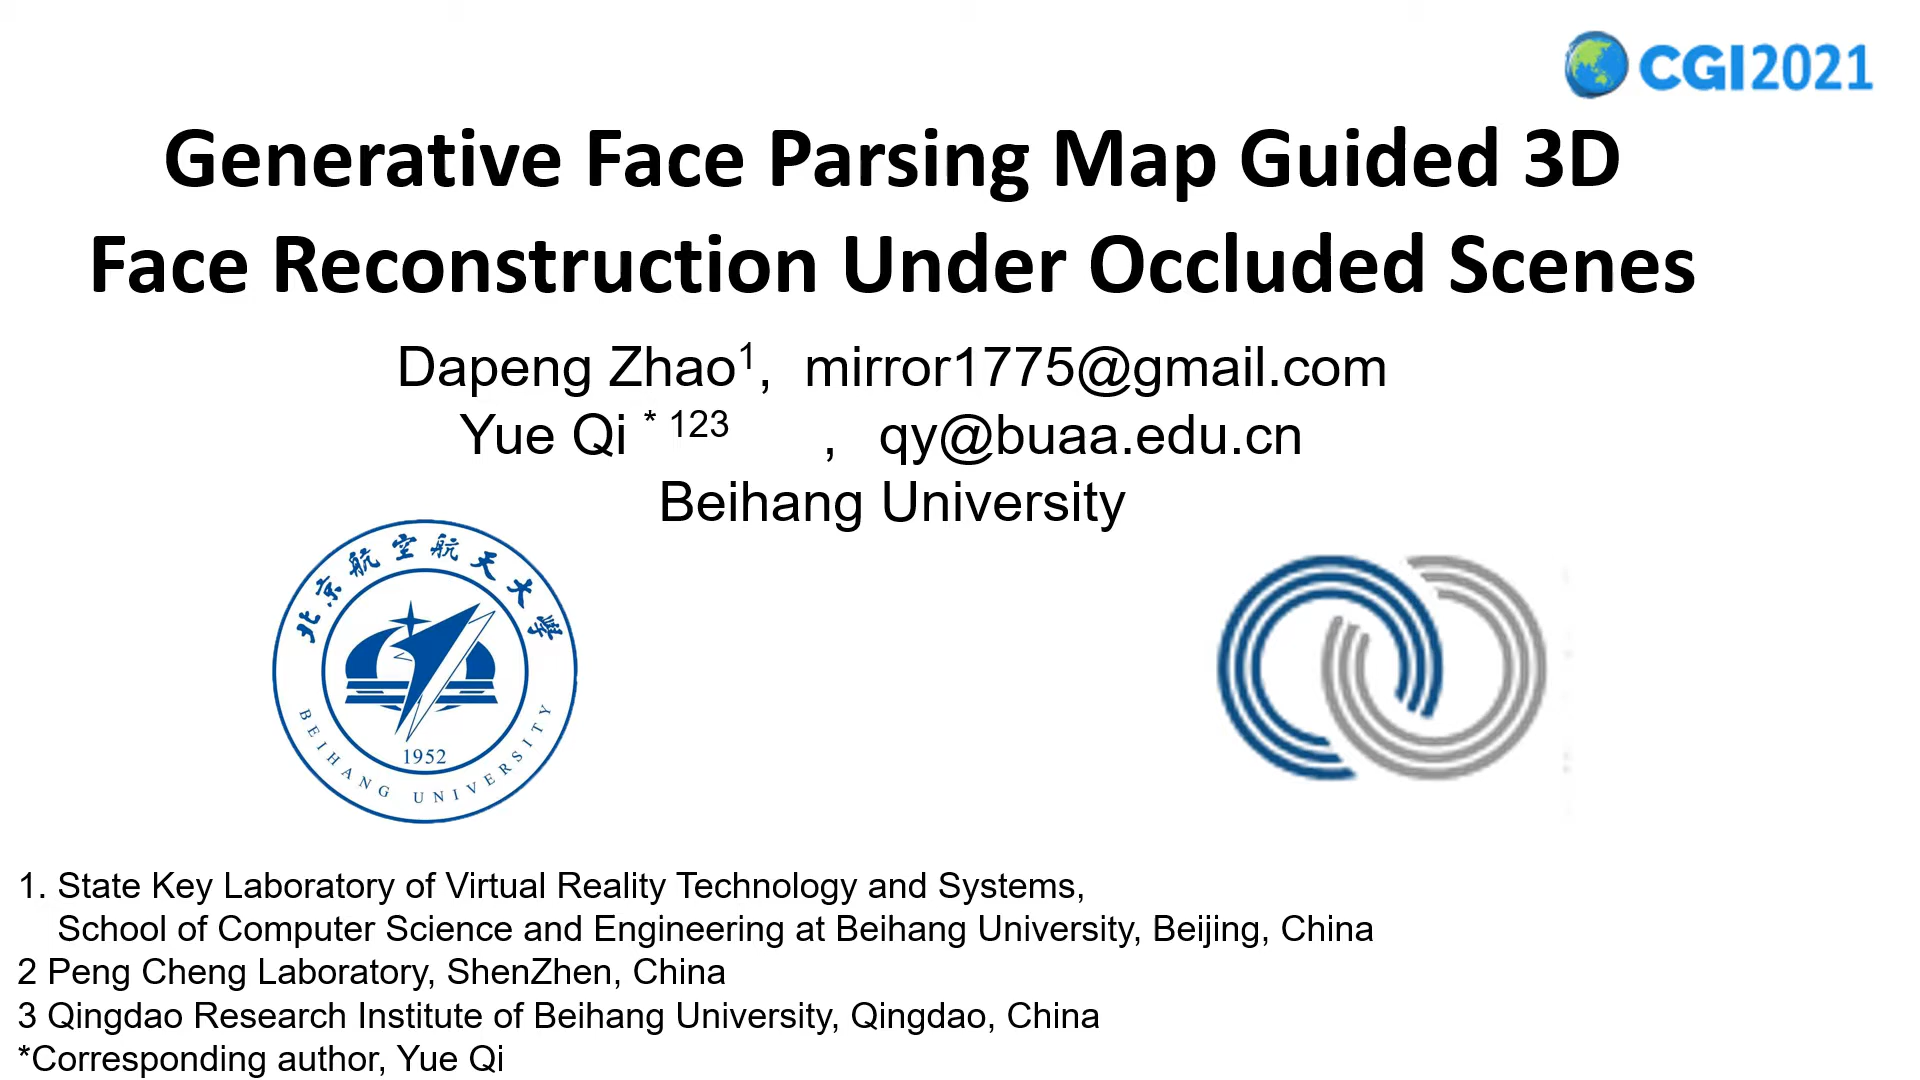 CGI2021
Generative Face Parsing Map Guided 3D
Face Reconstruction Under Occluded Scenes
Dapeng Zhao1, mirror1775@gmail.com
Yue Qi * 123 , qy@buaa.edu.cn
Beihang University
北京航空航天大学
1952
BEIHANG UNIVERSITY
1. State Key Laboratory of Virtual Reality Technology and Systems,
School of Computer Science and Engineering at Beihang University, Beijing, China
2 Peng Cheng Laboratory, ShenZhen, China
3 Qingdao Research Institute of Beihang University, Qingdao, China
*Corresponding author, Yue Qi